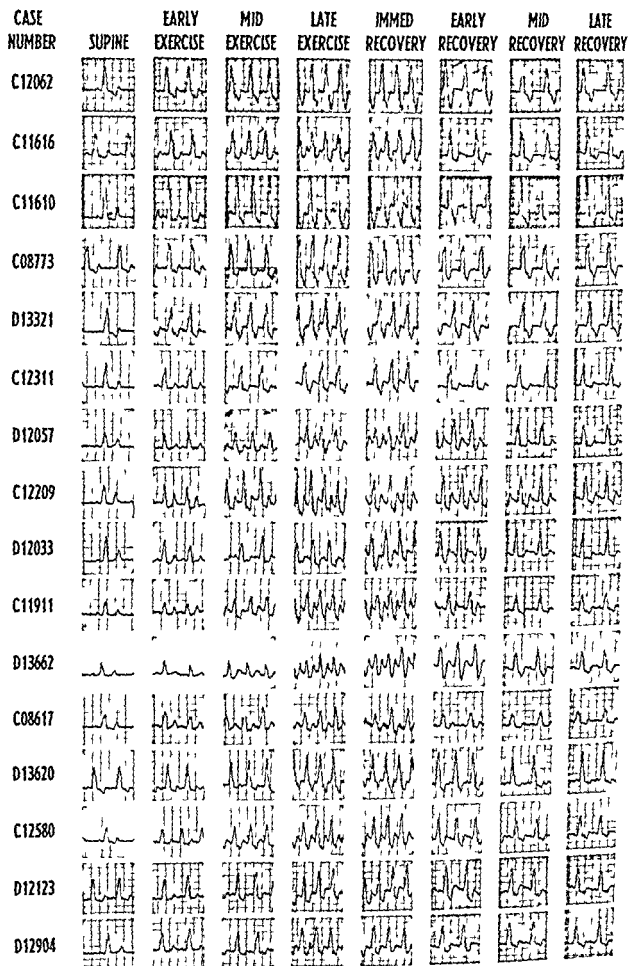 CASE EARLY MID LATE IMMED EARLY MID LATE
NUMBER SUPINE EXERCISE EXERCISE EXERCISE RECOVERY RECOVERY RECOVERY RECOVERY
C12062
C11616
C11610
C08773
D13321
C12311
D12057
C12209
D12033
C11911
D13662
C08617
D13620
C12580
D12123
D12904